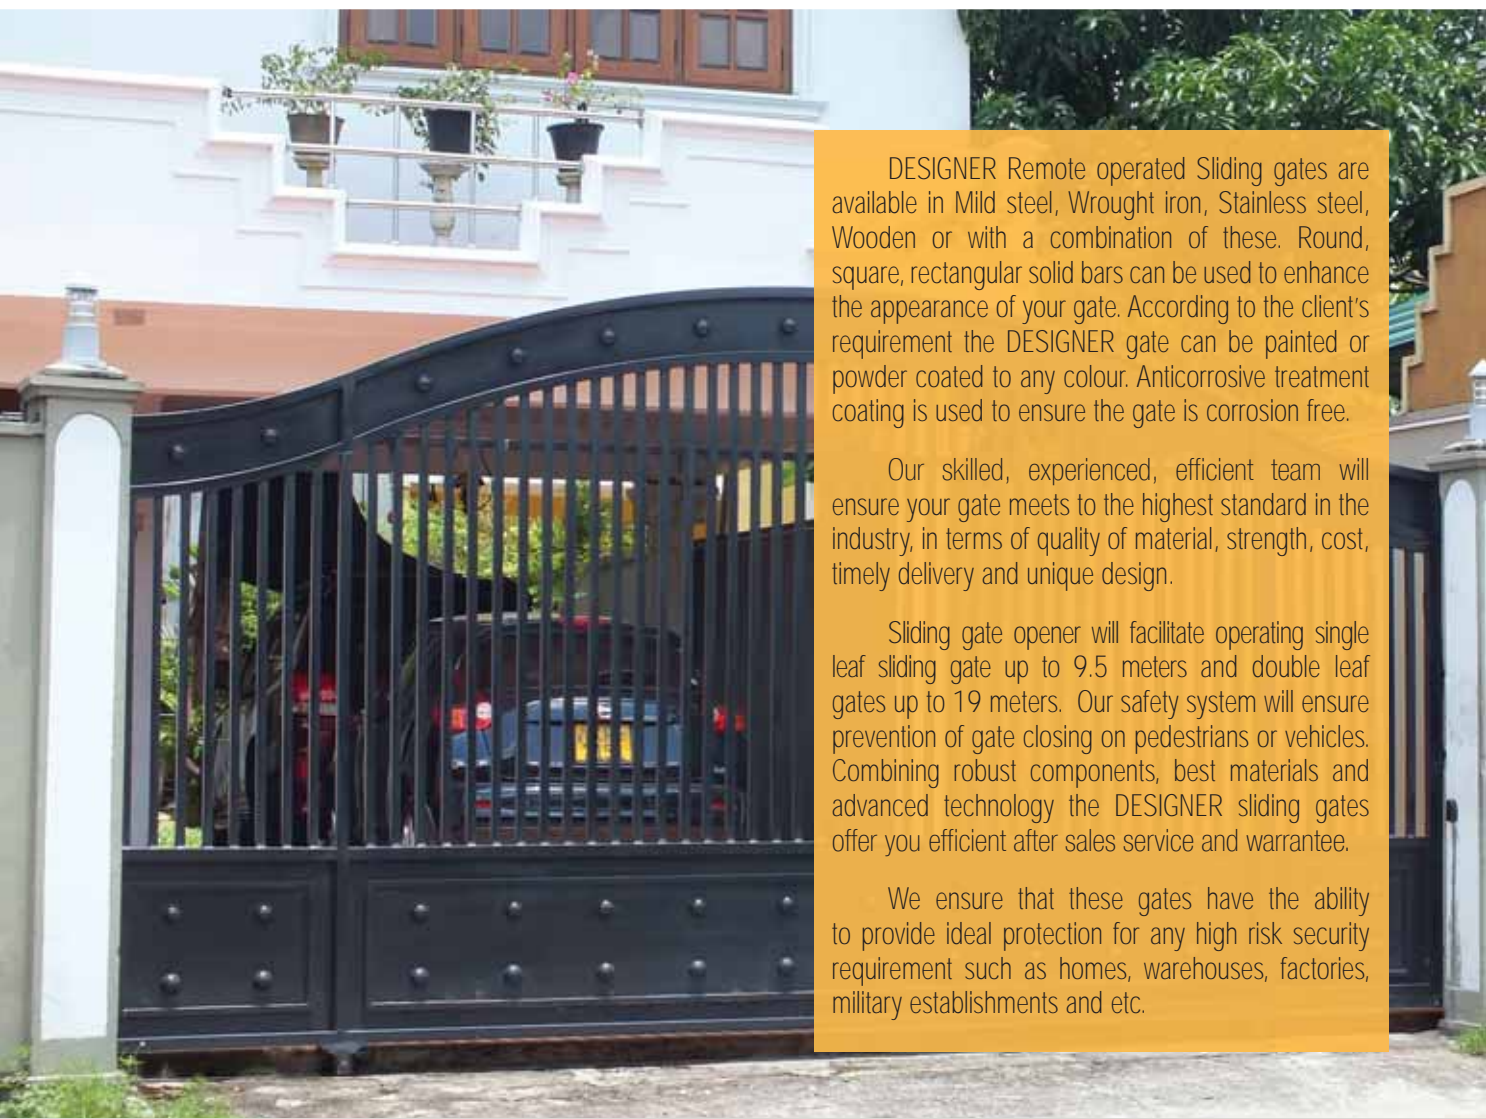 DESIGNER Remote operated Sliding gates are
available in Mild steel, Wrought iron, Stainless steel,
Wooden or with a combination of these. Round,
square, rectangular solid bars can be used to enhance
the appearance of your gate. According to the client's
requirement the DESIGNER gate can be painted or
powder coated to any colour. Anticorrosive treatment
coating is used to ensure the gate is corrosion free.
Our skilled, experienced, efficient team will
ensure your gate meets to the highest standard in the
industry, in terms of quality of material, strength, cost,
timely delivery and unique design.
Sliding gate opener will facilitate operating single
leaf sliding gate up to 9.5 meters and double leaf
gates up to 19 meters. Our safety system will ensure
prevention of gate closing on pedestrians or vehicles.
Combining robust components, best materials and
advanced technology the DESIGNER sliding gates
offer you efficient after sales service and warrantee.
We ensure that these gates have the ability
to provide ideal protection for any high risk security
requirement such as homes, warehouses, factories,
military establishments and etc.